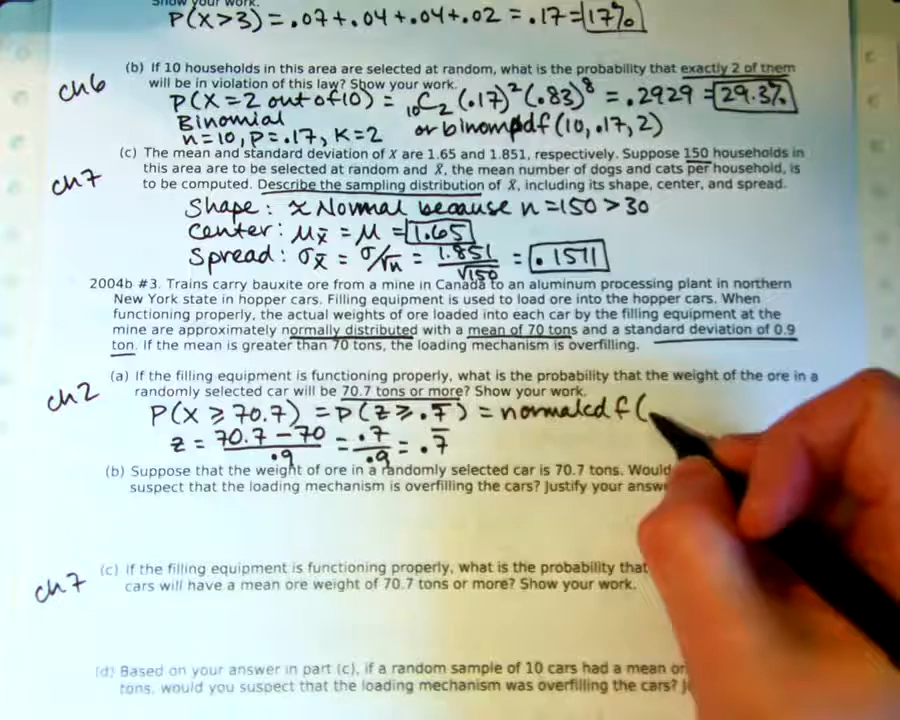 Show your work.
P(X>3) = .07+.04+.04+.02 = .17 = 17%
(b) If 10 households in this area are selected at random, what is the probability that exactly 2 of them
ch6
will be in violation of this law? Show your work.
P(X=2 out of 10) = ₁₀C₂ (.17)²(.83)⁸ = .2929 = 29.3%
Binomial
n=10, p=.17, K=2 or binompdf(10, .17, 2)
(c) The mean and standard deviation of X are 1.65 and 1.851, respectively. Suppose 150 households in
ch7
this area are to be selected at random and X̄, the mean number of dogs and cats per household, is
to be computed. Describe the sampling distribution of X̄, including its shape, center, and spread.
Shape: ≈ Normal because n=150 > 30
Center: μx̄ = μ = 1.65
Spread: σx̄ = σ/√n = 1.851/√150 = .1511
2004b #3. Trains carry bauxite ore from a mine in Canada to an aluminum processing plant in northern
New York state in hopper cars. Filling equipment is used to load ore into the hopper cars. When
functioning properly, the actual weights of ore loaded into each car by the filling equipment at the
mine are approximately normally distributed with a mean of 70 tons and a standard deviation of 0.9
ton. If the mean is greater than 70 tons, the loading mechanism is overfilling.
(a) If the filling equipment is functioning properly, what is the probability that the weight of the ore in a
ch2
randomly selected car will be 70.7 tons or more? Show your work.
P(X ≥ 70.7) = P(z ≥ .7̅) = normalcdf(
z = 70.7-70/.9 = .7/.9 = .7̅
(b) Suppose that the weight of ore in a randomly selected car is 70.7 tons. Would
suspect that the loading mechanism is overfilling the cars? Justify your answ
(c) If the filling equipment is functioning properly, what is the probability that
ch7
cars will have a mean ore weight of 70.7 tons or more? Show your work.
(d) Based on your answer in part (c), if a random sample of 10 cars had a mean or
tons, would you suspect that the loading mechanism was overfilling the cars?